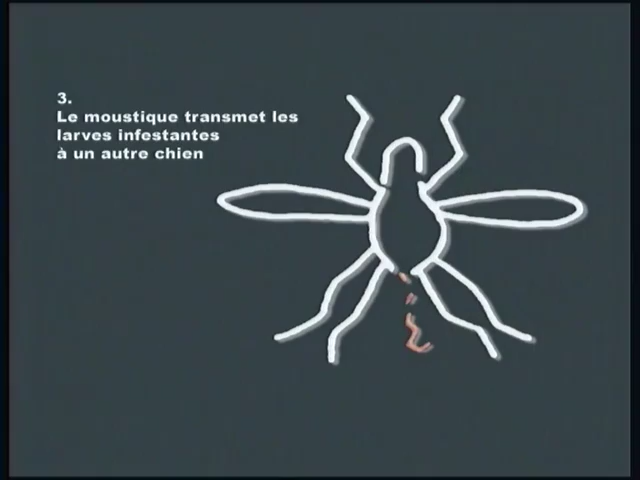 3.
Le moustique transmet les
larves infestantes
à un autre chien